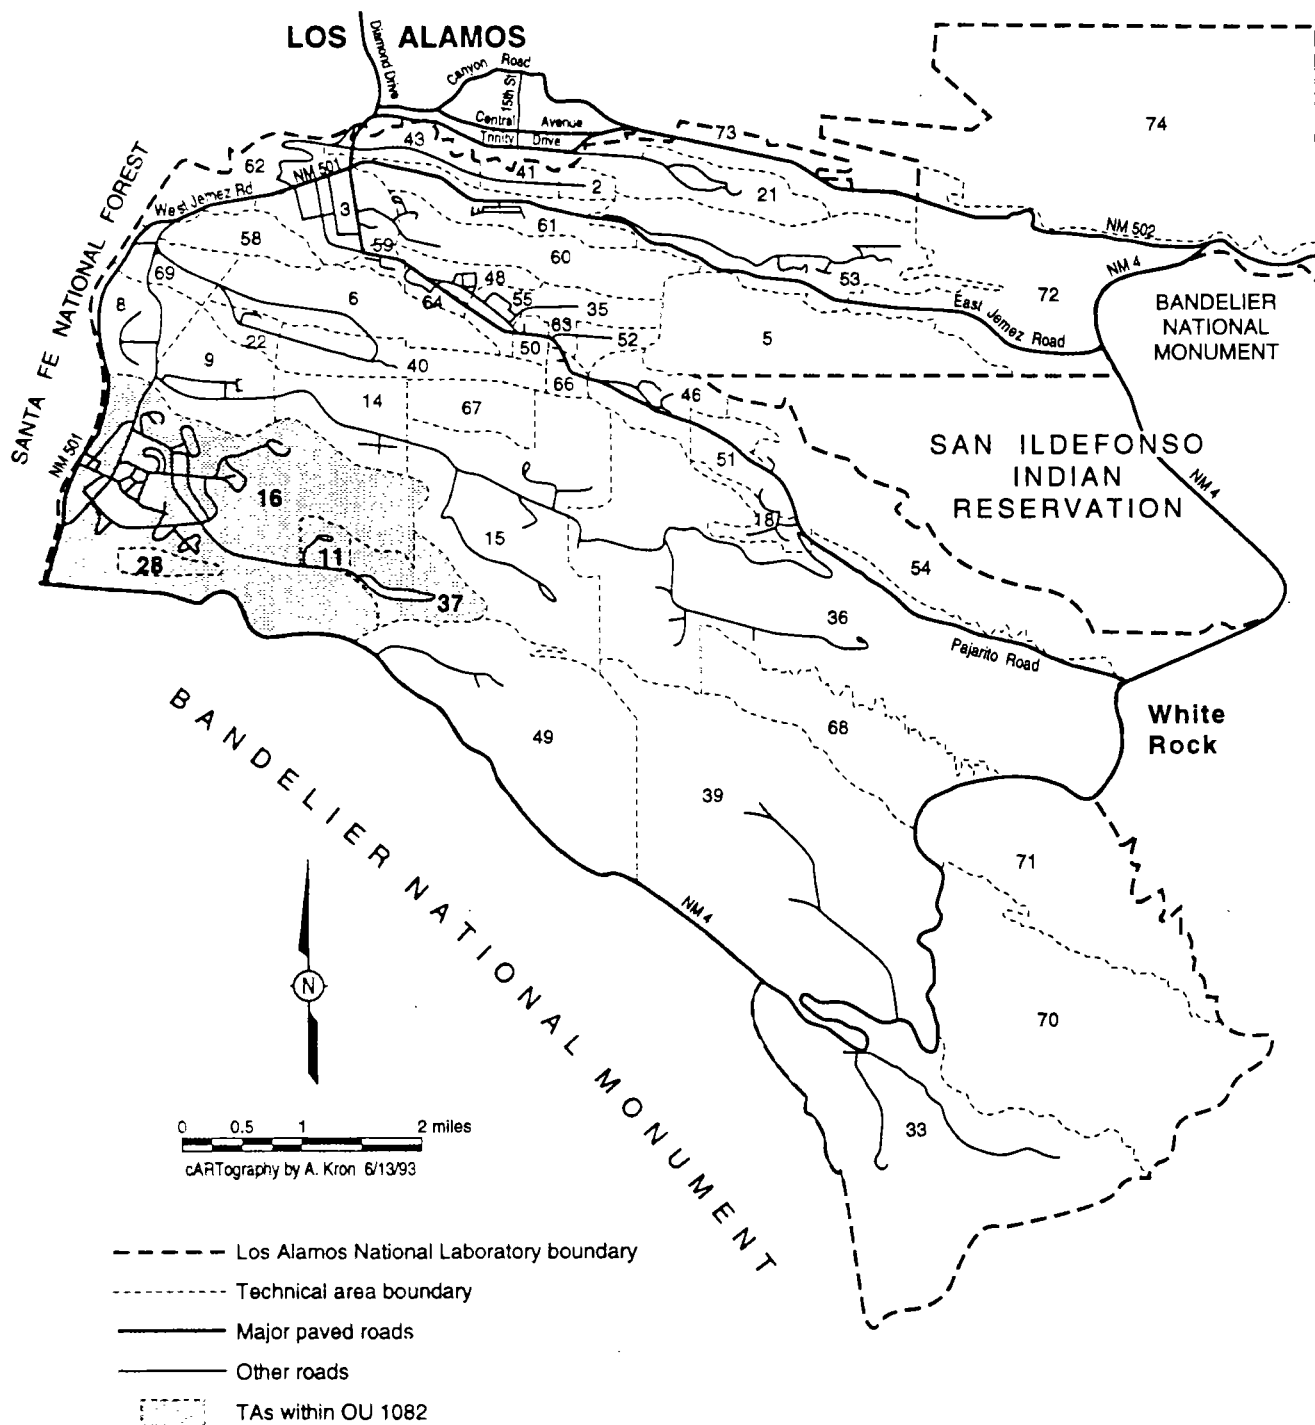 LOS ALAMOS
Diamond Drive
Canyon Road
15th St
Central Avenue
Trinity Drive
73
74
43
62
NM 501
41
2
21
West Jemez Rd
3
SANTA FE NATIONAL FOREST
61
58
59
60
NM 502
NM 4
53
72
69
48
8
6
64
55
35
East Jemez Road
BANDELIER
NATIONAL
MONUMENT
63
22
50
52
5
9
40
66
14
67
46
SAN ILDEFONSO
INDIAN
RESERVATION
51
NM 501
NM 4
16
18
15
28
11
54
37
36
Pajarito Road
White
Rock
BANDELIER NATIONAL MONUMENT
49
68
39
71
NM 4
N
70
33
0 0.5 1 2 miles
cARTography by A. Kron 6/13/93
Los Alamos National Laboratory boundary
Technical area boundary
Major paved roads
Other roads
TAs within OU 1082